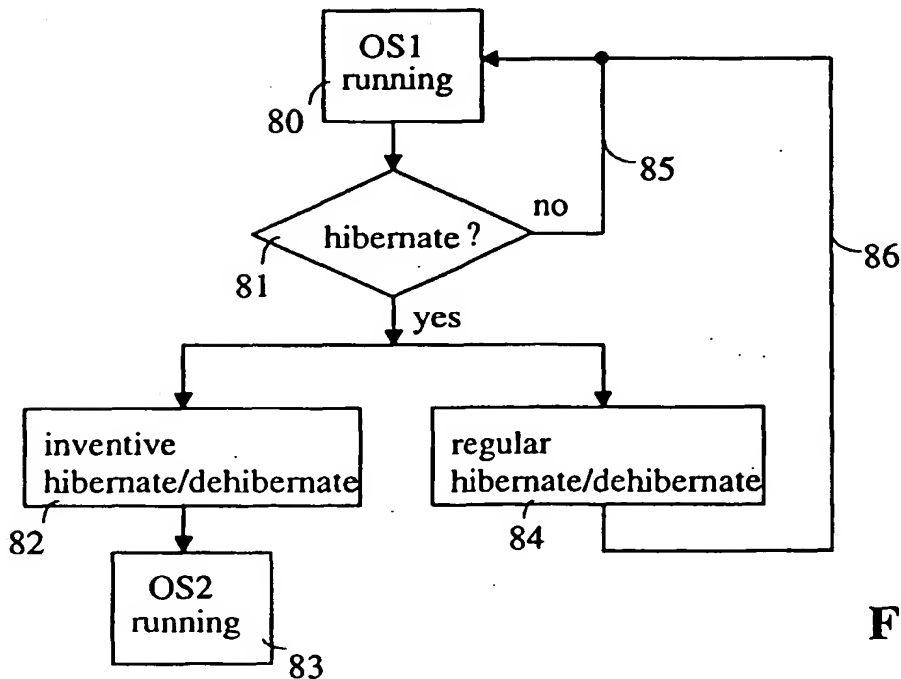 OS1
running
80
85
no
hibernate ?
81
86
yes
inventive
hibernate/dehibernate
82
regular
hibernate/dehibernate
84
OS2
running
83
F